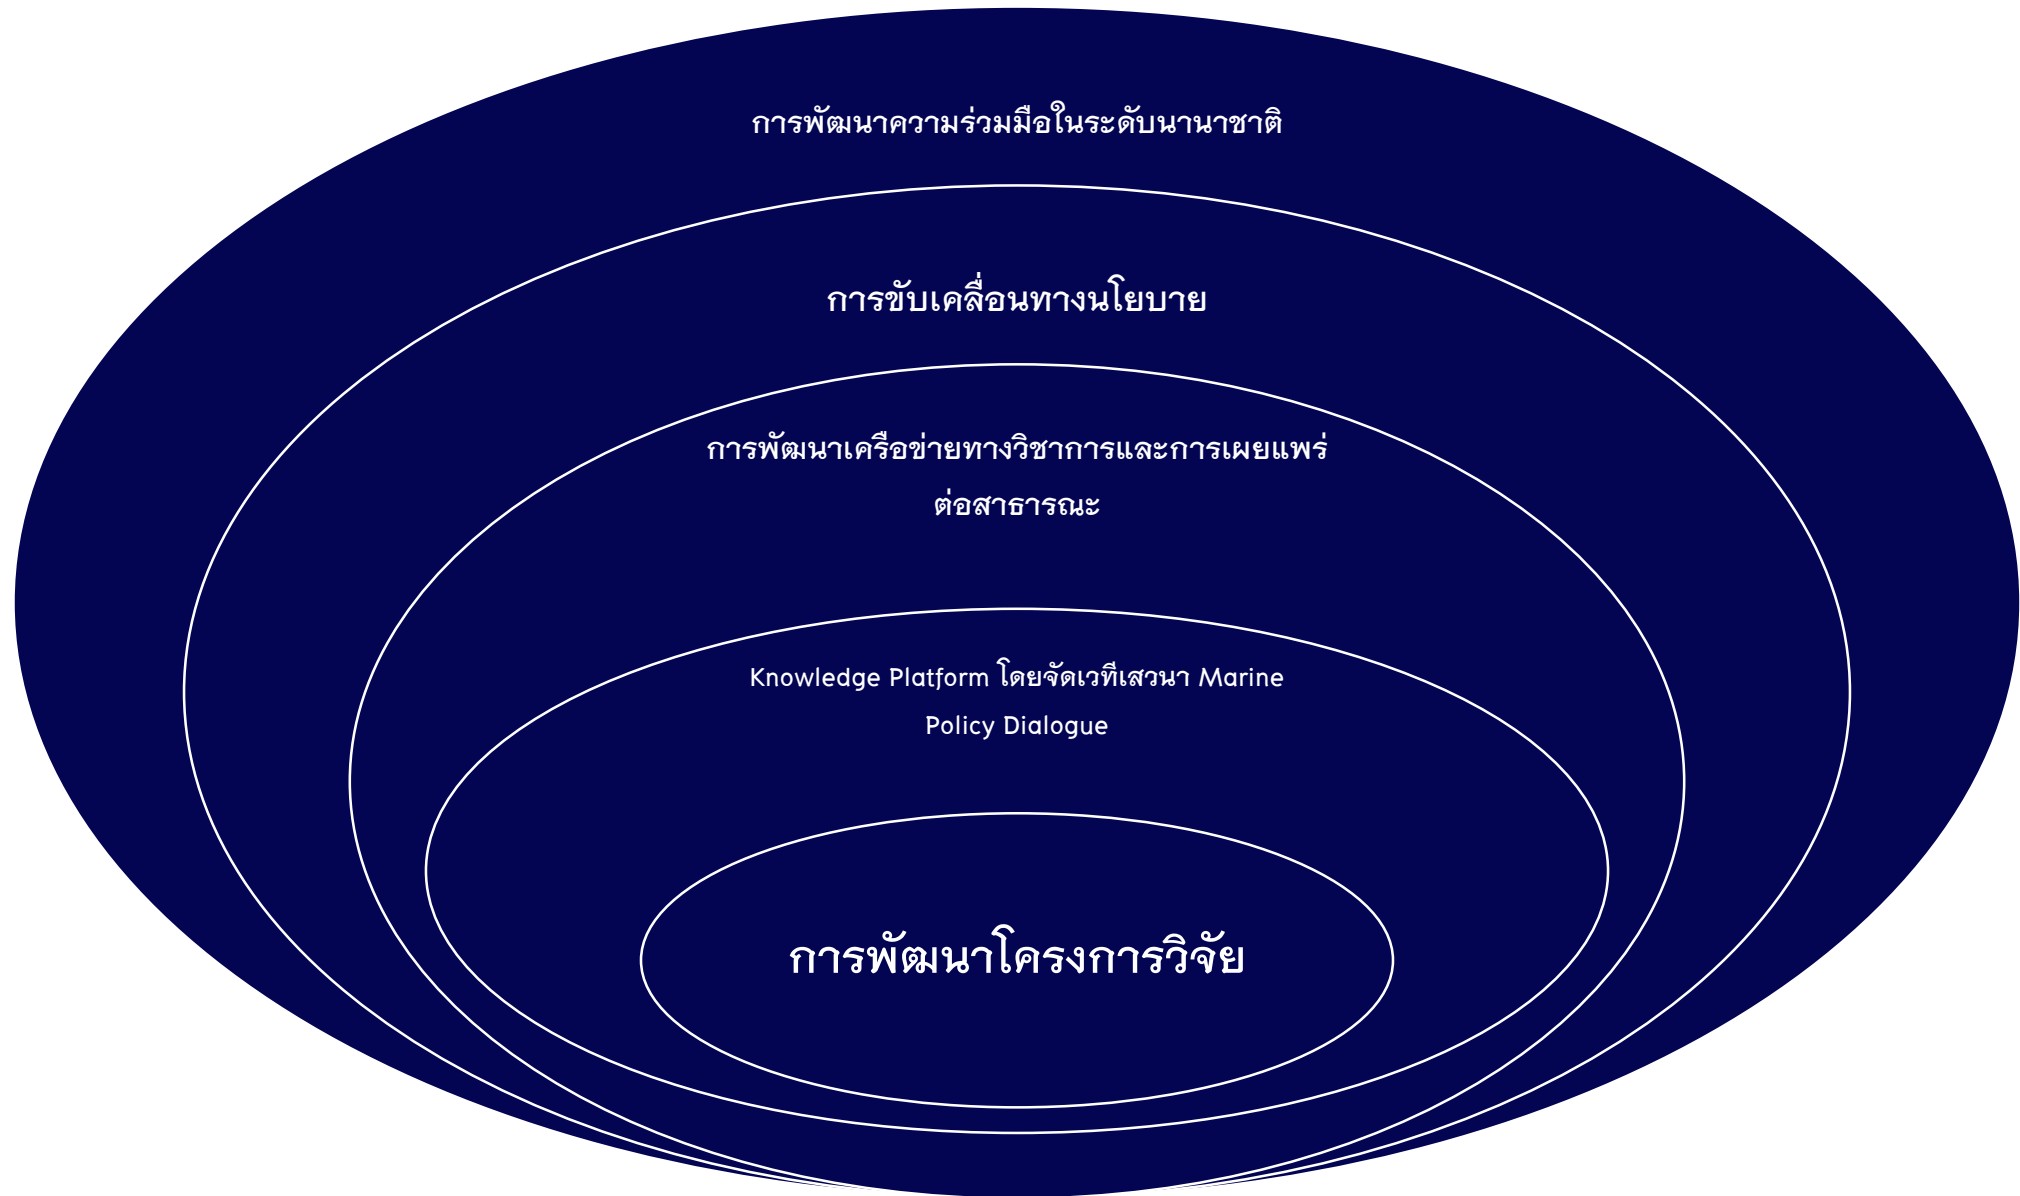 การพัฒนาความร่วมมือในระดับนานาชาติ
การขับเคลื่อนทางนโยบาย
การพัฒนาเครือข่ายทางวิชาการและการเผยแพร่
ต่อสาธารณะ
Knowledge Platform โดยจัดเวทีเสวนา Marine
Policy Dialogue
การพัฒนาโครงการวิจัย